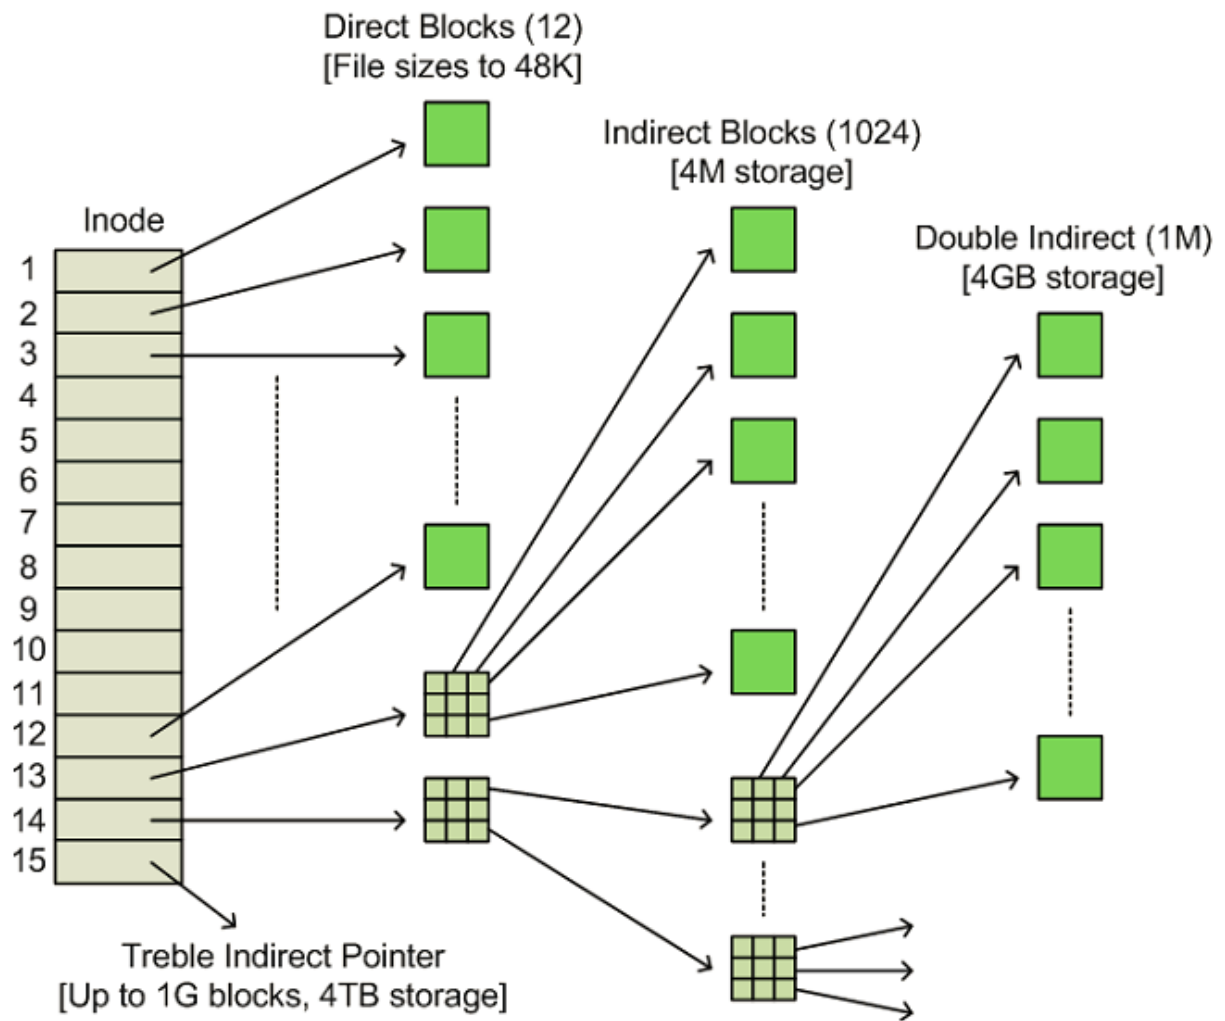 Direct Blocks (12)
[File sizes to 48K]
Indirect Blocks (1024)
[4M storage]
Double Indirect (1M)
[4GB storage]
Inode
1
2
3
4
5
6
7
8
9
10
11
12
13
14
15
Treble Indirect Pointer
[Up to 1G blocks, 4TB storage]